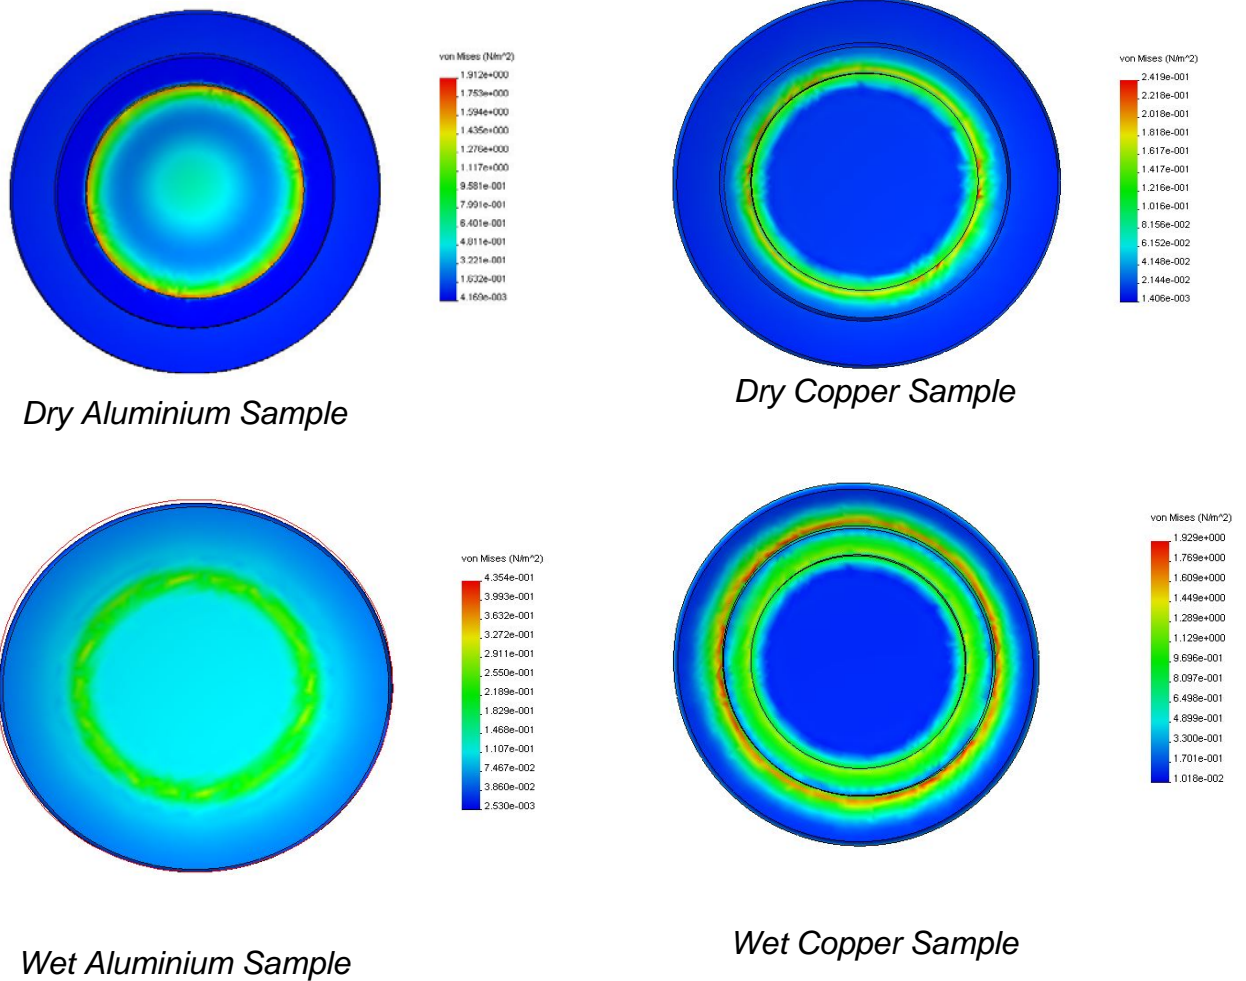 von Mises (N/m^2)
1.912e+000
1.753e+000
1.594e+000
1.435e+000
1.276e+000
1.117e+000
9.581e-001
7.991e-001
6.401e-001
4.811e-001
3.221e-001
1.632e-001
4.169e-003
Dry Aluminium Sample
von Mises (N/m^2)
2.419e-001
2.218e-001
2.018e-001
1.818e-001
1.617e-001
1.417e-001
1.216e-001
1.016e-001
8.156e-002
6.152e-002
4.148e-002
2.144e-002
1.406e-003
Dry Copper Sample
von Mises (N/m^2)
4.354e-001
3.993e-001
3.632e-001
3.272e-001
2.911e-001
2.550e-001
2.189e-001
1.829e-001
1.468e-001
1.107e-001
7.467e-002
3.860e-002
2.530e-003
Wet Aluminium Sample
von Mises (N/m^2)
1.929e+000
1.769e+000
1.609e+000
1.449e+000
1.289e+000
1.129e+000
9.696e-001
8.097e-001
6.498e-001
4.899e-001
3.300e-001
1.701e-001
1.018e-002
Wet Copper Sample